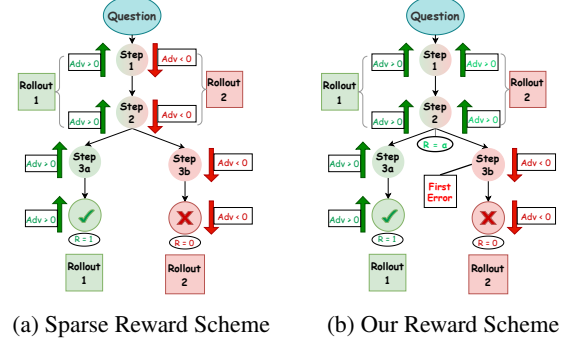 Question
Step
1
Adv > 0
Adv < 0
Rollout
1
Rollout
2
Step
2
Adv > 0
Adv < 0
Adv > 0
Step
3a
Step
3b
Adv < 0
Adv > 0
Adv < 0
R = 1
R = 0
Rollout
1
Rollout
2
(a) Sparse Reward Scheme
Question
Step
1
Adv > 0
Adv > 0
Rollout
1
Rollout
2
Step
2
Adv > 0
Adv > 0
R = a
Adv > 0
Step
3a
Step
3b
Adv < 0
First
Error
Adv > 0
Adv < 0
R = 1
R = 0
Rollout
1
Rollout
2
(b) Our Reward Scheme